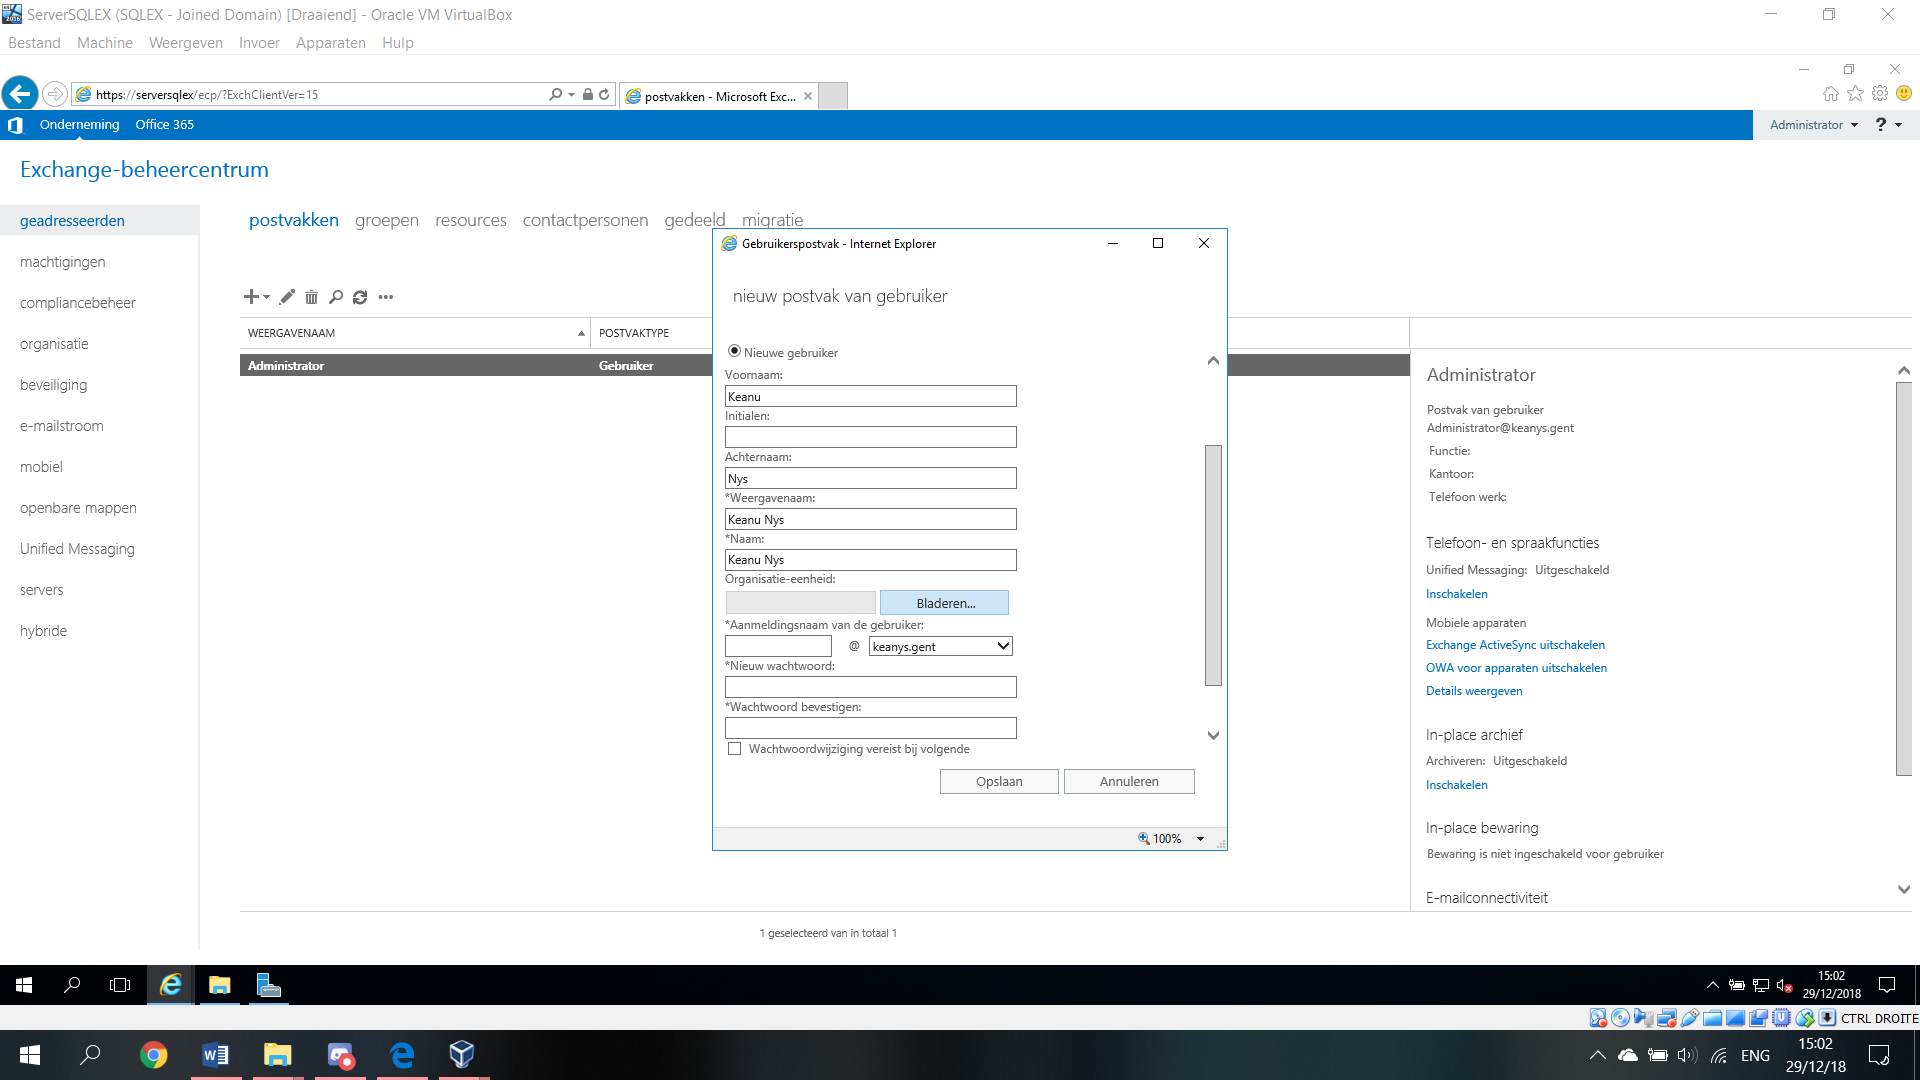 ServerSQLEX (SQLEX - Joined Domain) [Draaiend] - Oracle VM VirtualBox
Bestand Machine Weergeven Invoer Apparaten Hulp
https://serversqlex/ecp/?ExchClientVer=15
postvakken - Microsoft Exc...
Onderneming Office 365
Administrator ?
Exchange-beheercentrum
geadresseerden
machtigingen
compliancebeheer
organisatie
beveiliging
e-mailstroom
mobiel
openbare mappen
Unified Messaging
servers
hybride
postvakken groepen resources contactpersonen gedeeld migratie
WEERGAVENAAM POSTVAKTYPE
Administrator Gebruiker
1 geselecteerd van in totaal 1
Gebruikerspostvak - Internet Explorer
nieuw postvak van gebruiker
Nieuwe gebruiker
Voornaam:
Keanu
Initialen:
Achternaam:
Nys
*Weergavenaam:
Keanu Nys
*Naam:
Keanu Nys
Organisatie-eenheid:
Bladeren...
*Aanmeldingsnaam van de gebruiker:
@ keanys.gent
*Nieuw wachtwoord:
*Wachtwoord bevestigen:
Wachtwoordwijziging vereist bij volgende
Opslaan Annuleren
100%
Administrator
Postvak van gebruiker
Administrator@keanys.gent
Functie:
Kantoor:
Telefoon werk:
Telefoon- en spraakfuncties
Unified Messaging: Uitgeschakeld
Inschakelen
Mobiele apparaten
Exchange ActiveSync uitschakelen
OWA voor apparaten uitschakelen
Details weergeven
In-place archief
Archiveren: Uitgeschakeld
Inschakelen
In-place bewaring
Bewaring is niet ingeschakeld voor gebruiker
E-mailconnectiviteit
15:02
29/12/2018
CTRL DROITE
ENG
15:02
29/12/18